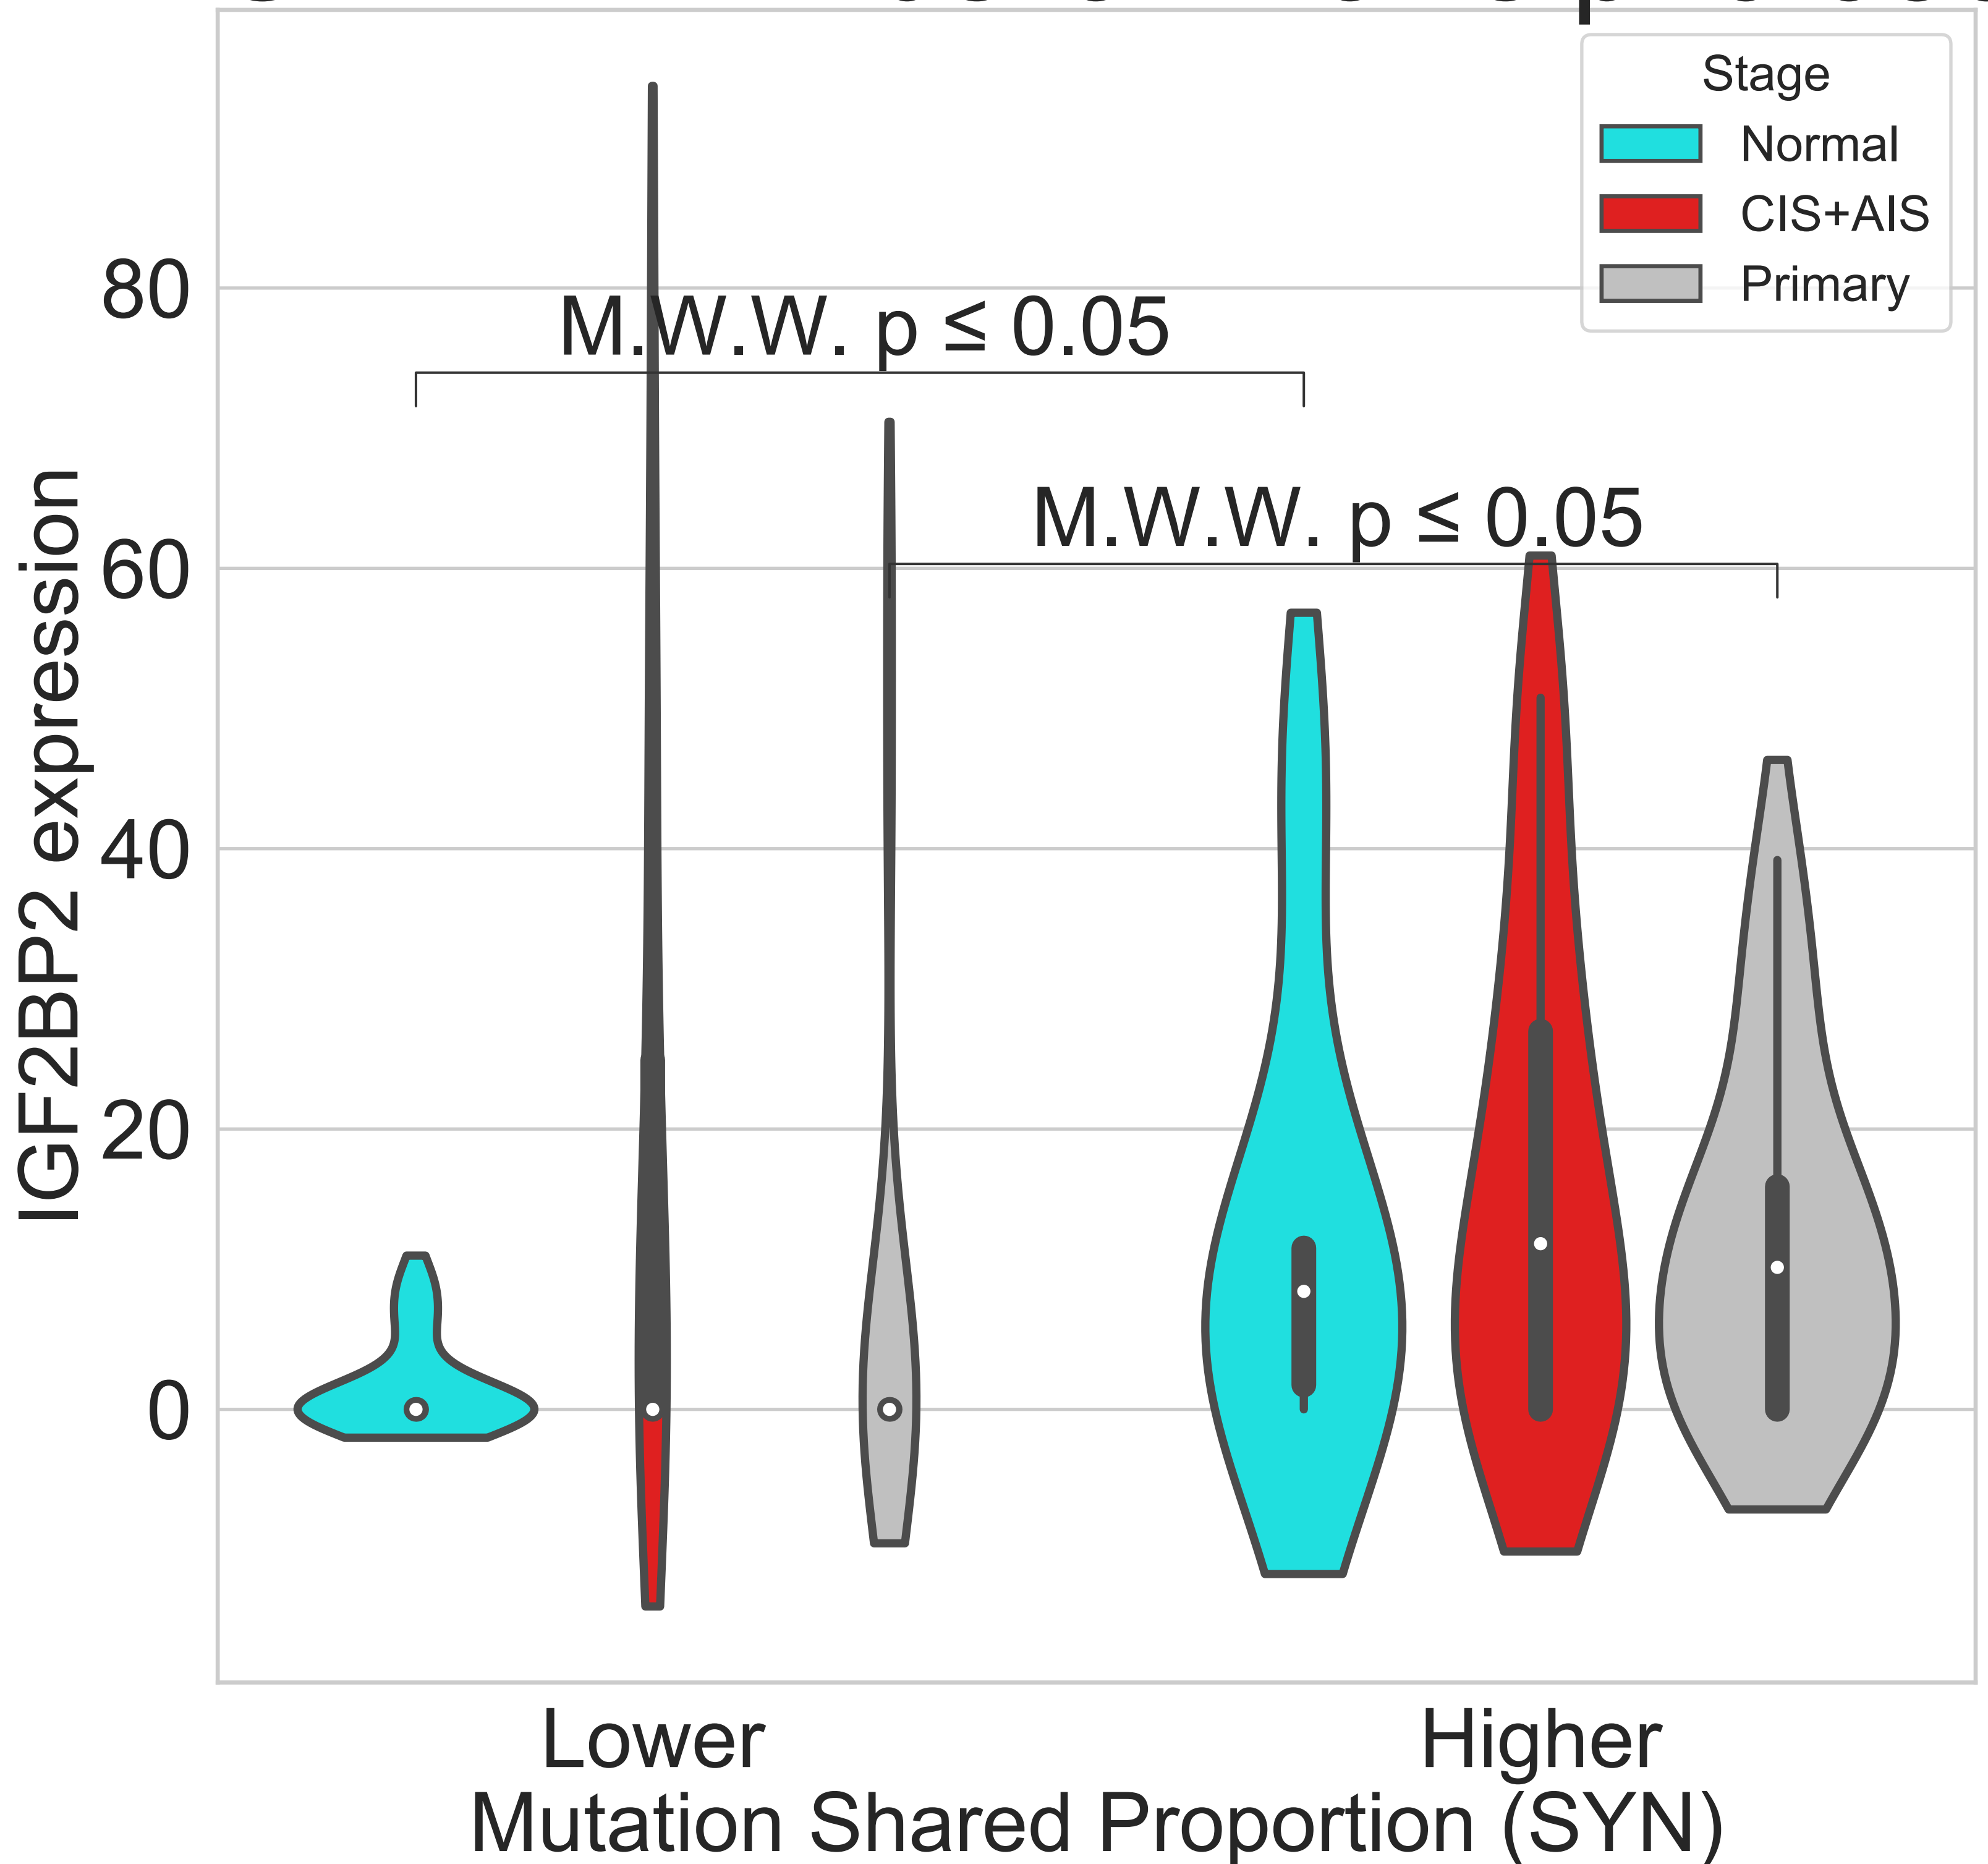 Stage
Normal
CIS+AIS
Primary
80
60
40
20
0
IGF2BP2 expression
M.W.W. p ≤ 0.05
M.W.W. p ≤ 0.05
Lower
Higher
Mutation Shared Proportion (SYN)